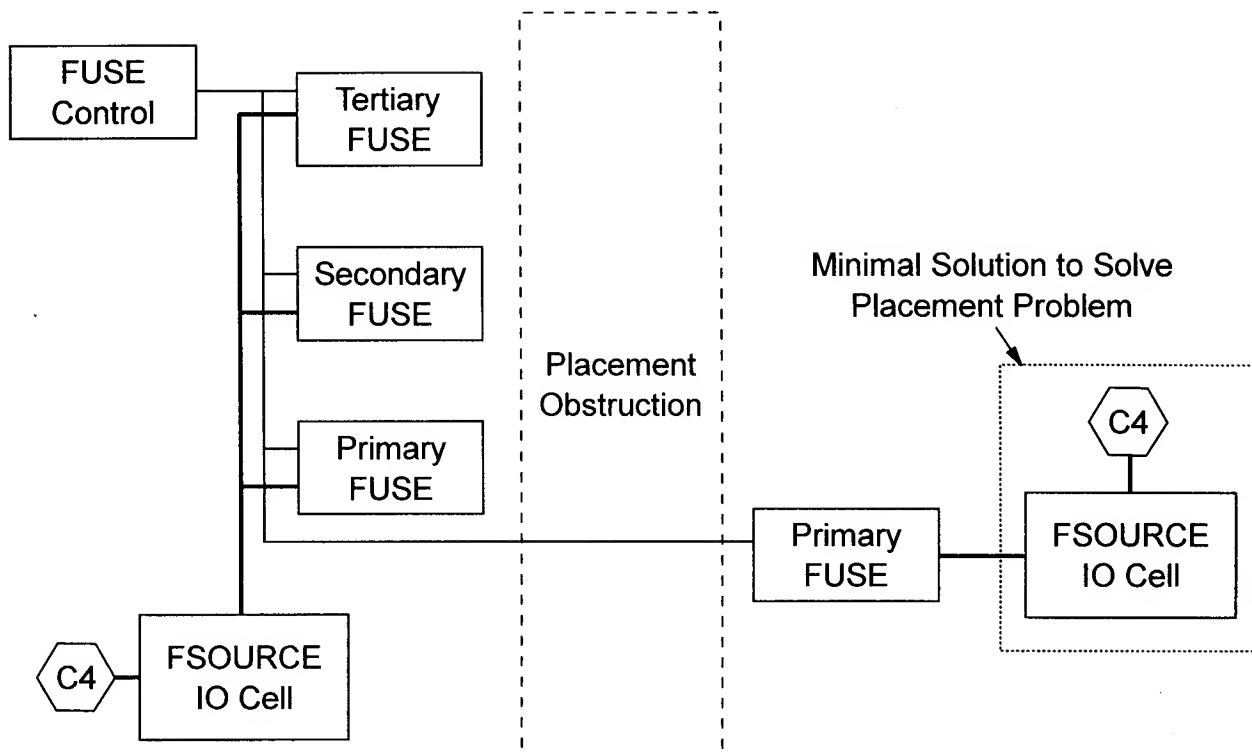 FUSE
Control
Tertiary
FUSE
Secondary
FUSE
Primary
FUSE
FSOURCE
IO Cell
C4
Placement
Obstruction
Minimal Solution to Solve
Placement Problem
C4
Primary
FUSE
FSOURCE
IO Cell